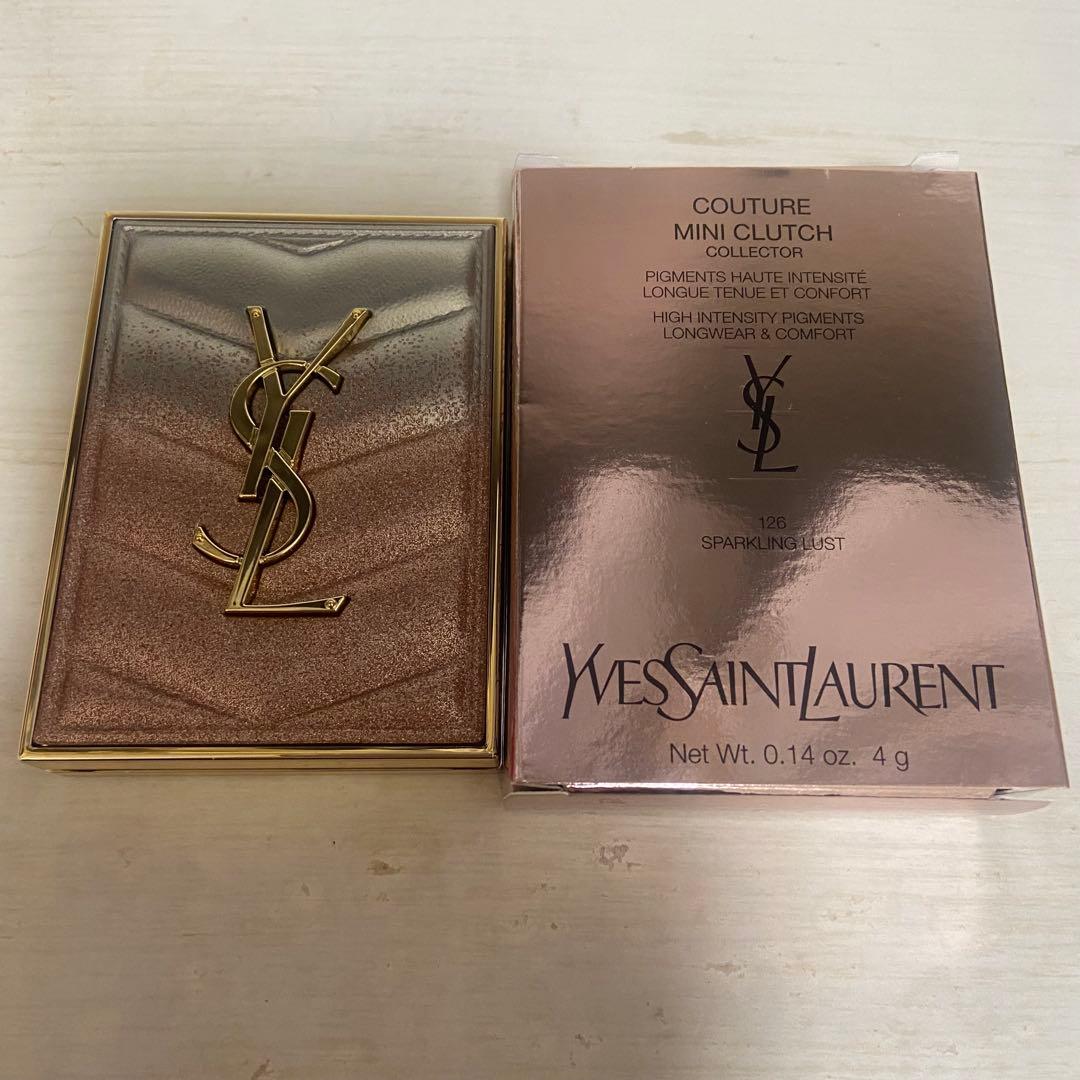 YSL
COUTURE
MINI CLUTCH
COLLECTOR
PIGMENTS HAUTE INTENSITÉ
LONGUE TENUE ET CONFORT
HIGH INTENSITY PIGMENTS
LONGWEAR & COMFORT
YSL
126
SPARKLING LUST
YVESSAINTLAURENT
Net Wt. 0.14 oz. 4 g